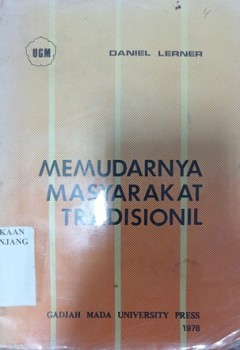 UGM
DANIEL LERNER
MEMUDARNYA
MASYARAKAT
TRADISIONIL
KAAN
NJANG
GADJAH MADA UNIVERSITY PRESS
1978